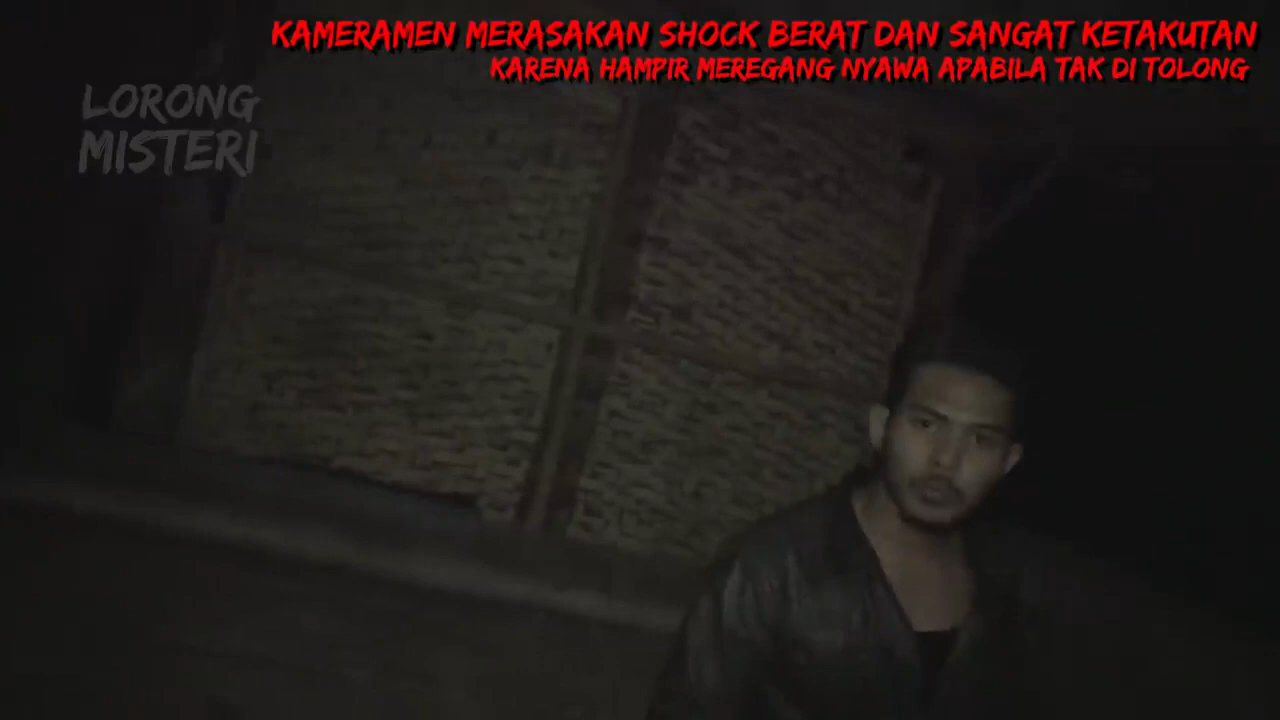 KAMERAMEN MERASAKAN SHOCK BERAT DAN SANGAT KETAKUTAN
KARENA HAMPIR MEREGANG NYAWA APABILA TAK DI TOLONG
LORONG
MISTERI